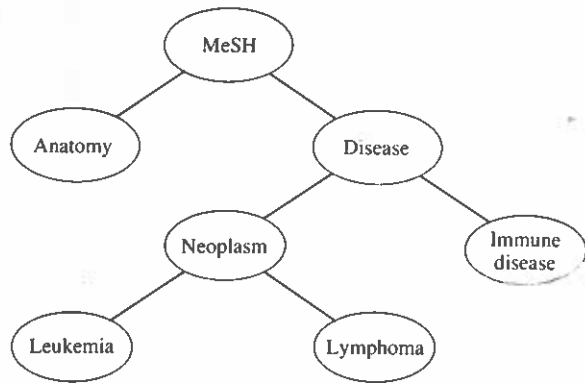 MeSH
Anatomy
Disease
Neoplasm
Immune
disease
Leukemia
Lymphoma